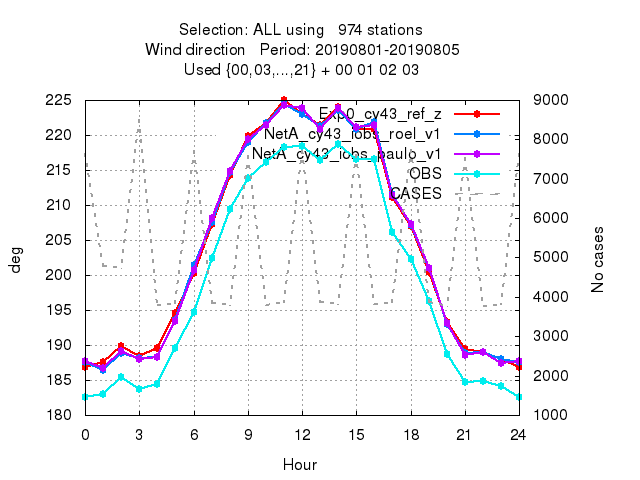 Selection: ALL using   974 stations
Wind direction   Period: 20190801-20190805
Used {00,03,...,21} + 00 01 02 03
225
220
215
210
205
200
195
190
185
180
deg
9000
8000
7000
6000
5000
4000
3000
2000
1000
No cases
Exp0_cy43_ref_z
NetA_cy43_iobs_roel_v1
NetA_cy43_iobs_paulo_v1
OBS
CASES
0 3 6 9 12 15 18 21 24
Hour